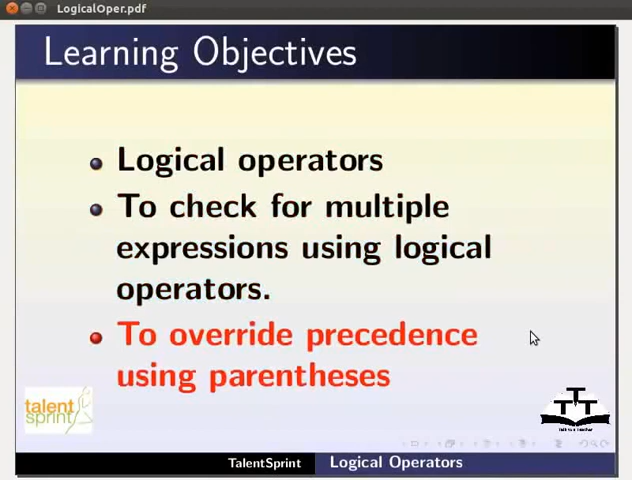 LogicalOper.pdf
Learning Objectives
Logical operators
To check for multiple
expressions using logical
operators.
To override precedence
using parentheses
talent
sprint
TalentSprint
Logical Operators